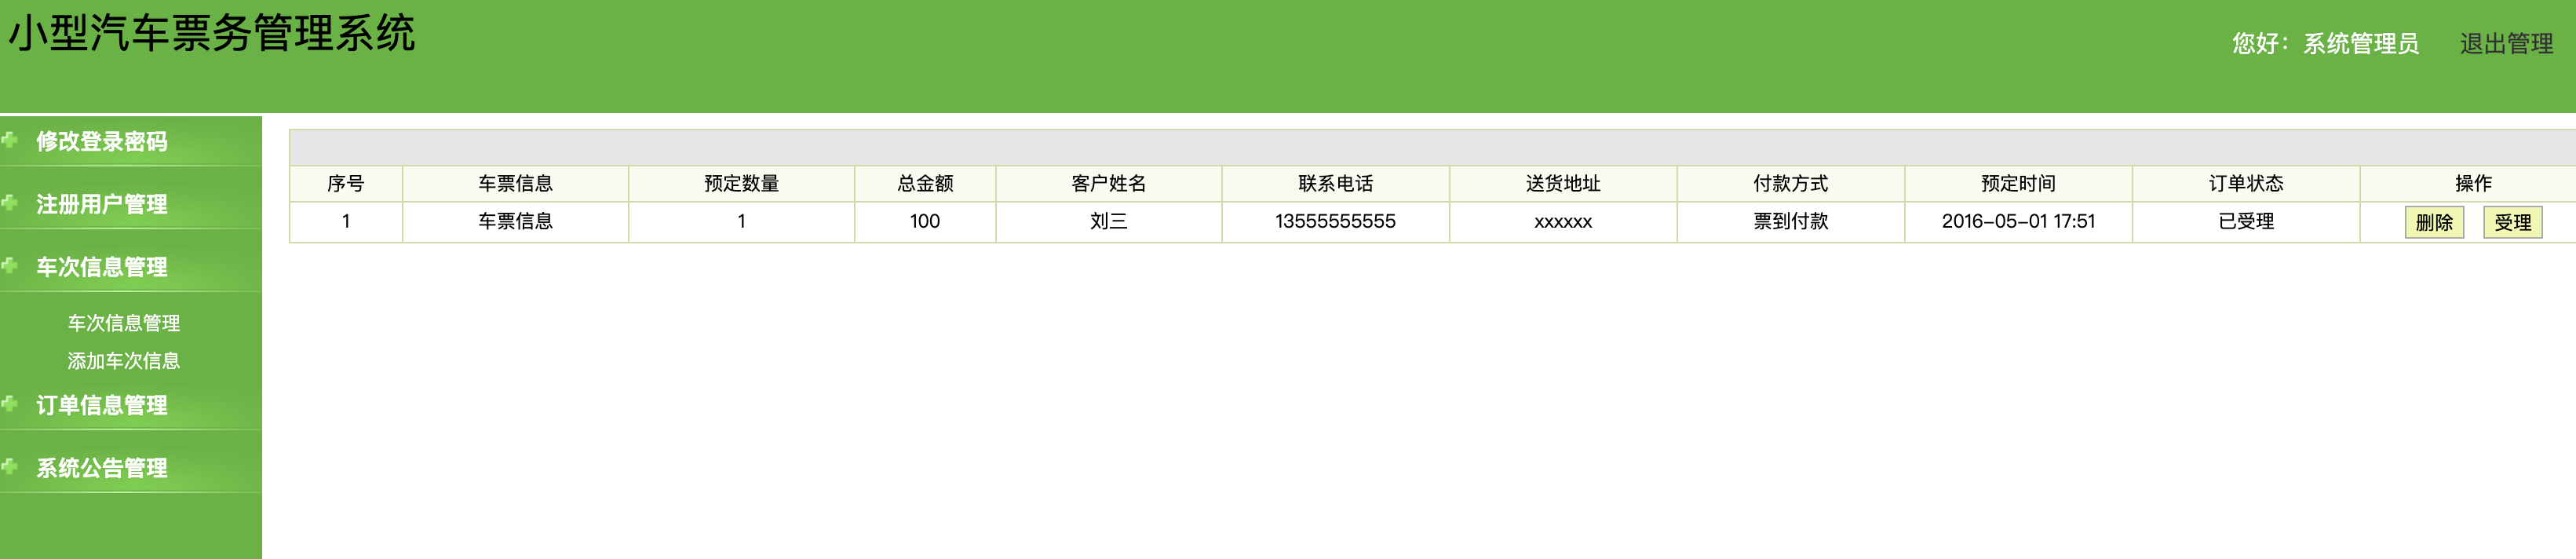 小型汽车票务管理系统
您好：系统管理员 退出管理
修改登录密码
注册用户管理
车次信息管理
车次信息管理
添加车次信息
订单信息管理
系统公告管理
序号 车票信息 预定数量 总金额 客户姓名 联系电话 送货地址 付款方式 预定时间 订单状态 操作
1 车票信息 1 100 刘三 13555555555 xxxxxx 票到付款 2016-05-01 17:51 已受理 删除 受理